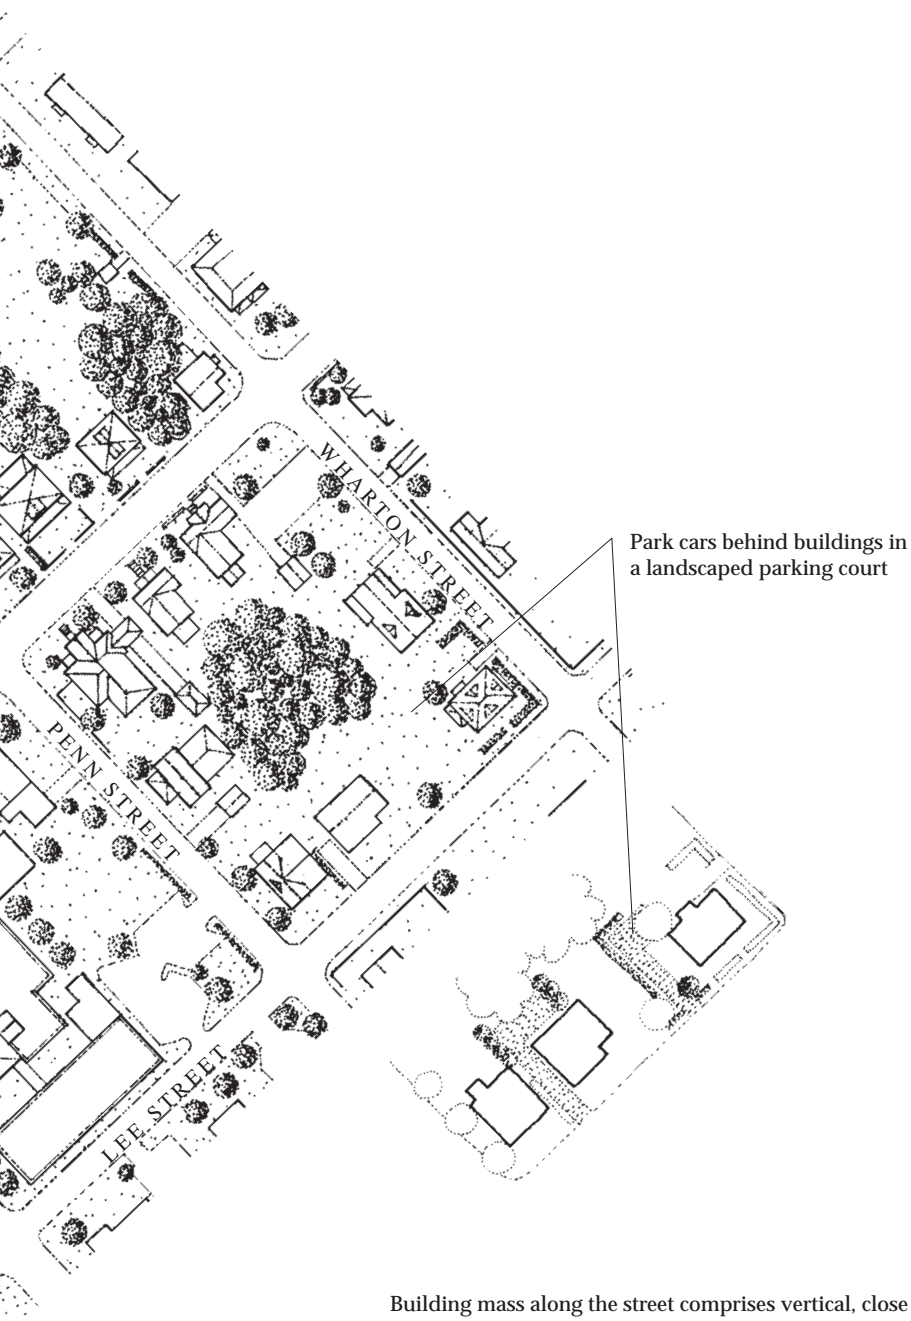 WHARTON STREET
Park cars behind buildings in
a landscaped parking court
PENN STREET
LEE STREET
Building mass along the street comprises vertical, close